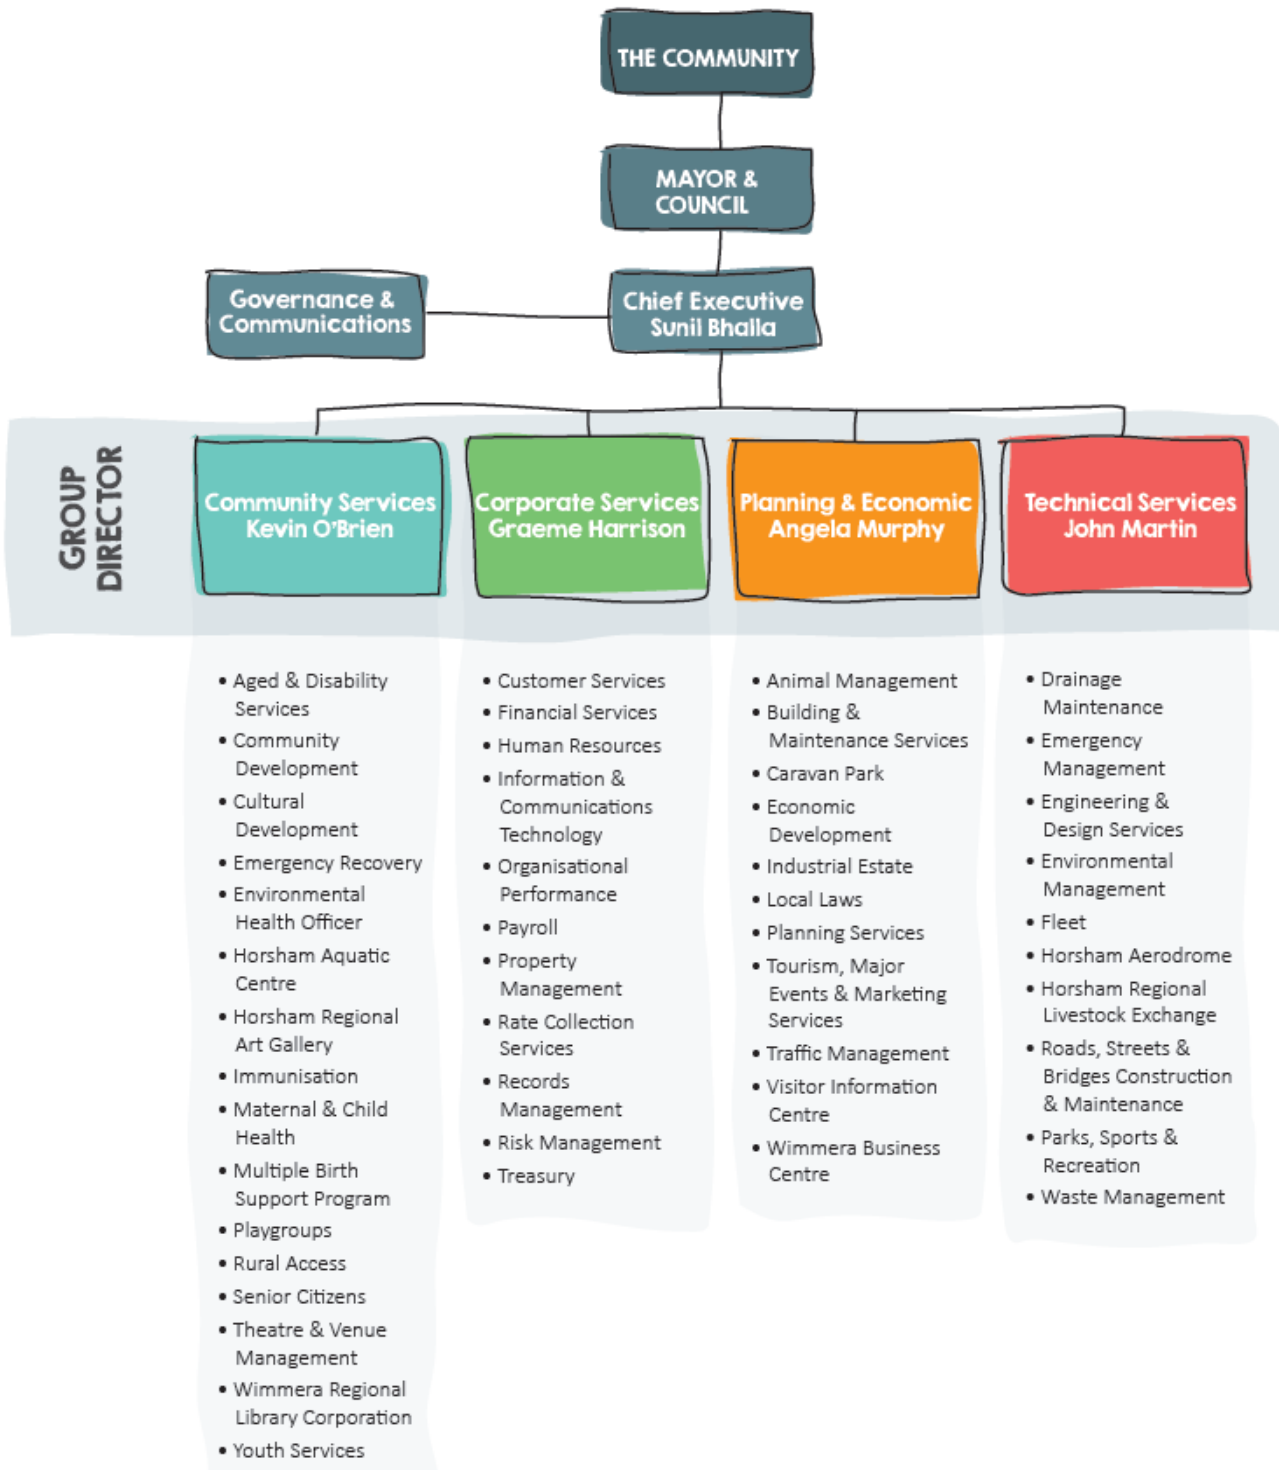 THE COMMUNITY
MAYOR &
COUNCIL
Governance &
Communications
Chief Executive
Sunil Bhalla
GROUP
DIRECTOR
Community Services
Kevin O'Brien
Corporate Services
Graeme Harrison
Planning & Economic
Angela Murphy
Technical Services
John Martin
• Aged & Disability
Services
• Community
Development
• Cultural
Development
• Emergency Recovery
• Environmental
Health Officer
• Horsham Aquatic
Centre
• Horsham Regional
Art Gallery
• Immunisation
• Maternal & Child
Health
• Multiple Birth
Support Program
• Playgroups
• Rural Access
• Senior Citizens
• Theatre & Venue
Management
• Wimmera Regional
Library Corporation
• Youth Services
• Customer Services
• Financial Services
• Human Resources
• Information &
Communications
Technology
• Organisational
Performance
• Payroll
• Property
Management
• Rate Collection
Services
• Records
Management
• Risk Management
• Treasury
• Animal Management
• Building &
Maintenance Services
• Caravan Park
• Economic
Development
• Industrial Estate
• Local Laws
• Planning Services
• Tourism, Major
Events & Marketing
Services
• Traffic Management
• Visitor Information
Centre
• Wimmera Business
Centre
• Drainage
Maintenance
• Emergency
Management
• Engineering &
Design Services
• Environmental
Management
• Fleet
• Horsham Aerodrome
• Horsham Regional
Livestock Exchange
• Roads, Streets &
Bridges Construction
& Maintenance
• Parks, Sports &
Recreation
• Waste Management